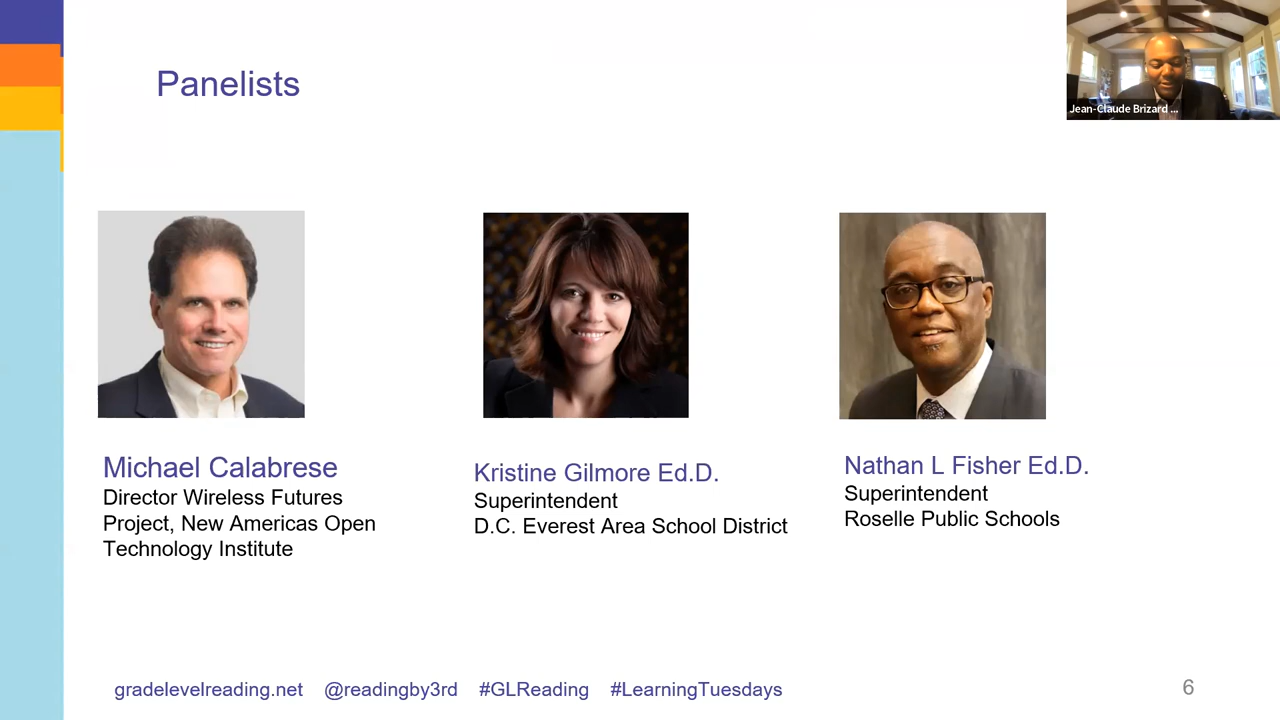 Panelists
Jean-Claude Brizard ...
Michael Calabrese
Director Wireless Futures
Project, New Americas Open
Technology Institute
Kristine Gilmore Ed.D.
Superintendent
D.C. Everest Area School District
Nathan L Fisher Ed.D.
Superintendent
Roselle Public Schools
gradelevelreading.net @readingby3rd #GLReading #LearningTuesdays
6